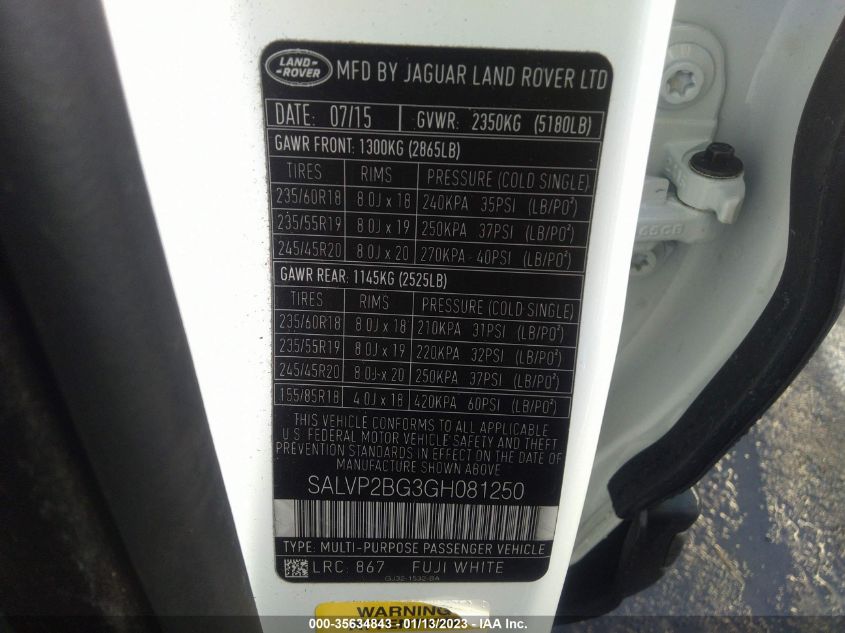 LAND-
-ROVER
MFD BY JAGUAR LAND ROVER LTD
DATE: 07/15 GVWR: 2350KG (5180LB)
GAWR FRONT: 1300KG (2865LB)
TIRES RIMS PRESSURE (COLD SINGLE)
235/60R18 8.0J x 18 240KPA 35PSI (LB/PO²)
235/55R19 8.0J x 19 250KPA 37PSI (LB/PO²)
245/45R20 8.0J x 20 270KPA - 40PSI (LB/PO²)
GAWR REAR: 1145KG (2525LB)
TIRES RIMS PRESSURE (COLD SINGLE)
235/60R18 8.0J x 18 210KPA 31PSI (LB/PO²)
235/55R19 8.0J x 19 220KPA 32PSI (LB/PO²)
245/45R20 8.0J x 20 250KPA 37PSI (LB/PO²)
155/85R18 4.0J x 18 420KPA 60PSI (LB/PO²)
THIS VEHICLE CONFORMS TO ALL APPLICABLE
U.S. FEDERAL MOTOR VEHICLE SAFETY AND THEFT
PREVENTION STANDARDS IN EFFECT ON THE DATE
OF MANUFACTURE SHOWN ABOVE
SALVP2BG3GH081250
TYPE: MULTI-PURPOSE PASSENGER VEHICLE
LRC: 867 FUJI WHITE
GJ32-1532-BA
WARNING
000-35634843 - 01/13/2023 - IAA Inc.